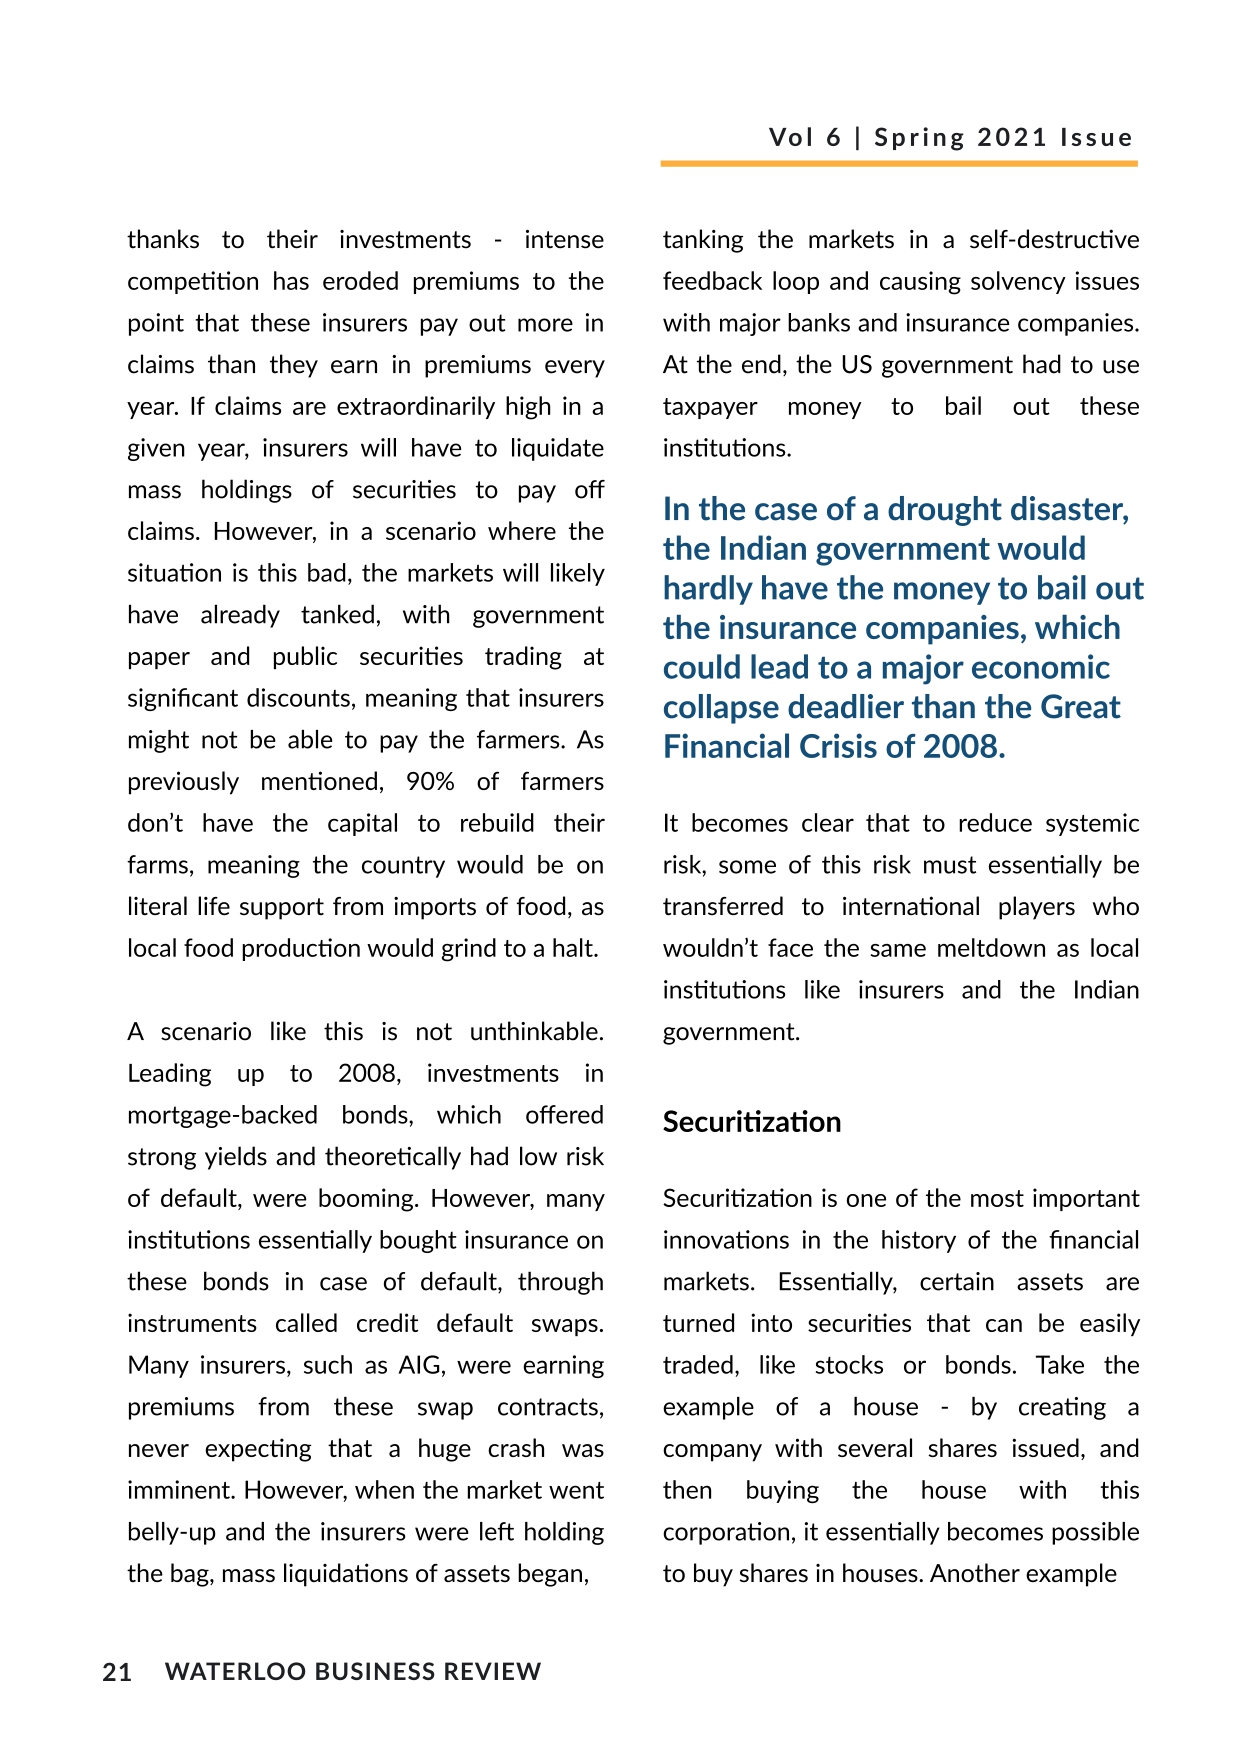 Vol 6 | Spring 2021 Issue
thanks to their investments - intense
competition has eroded premiums to the
point that these insurers pay out more in
claims than they earn in premiums every
year. If claims are extraordinarily high in a
given year, insurers will have to liquidate
mass holdings of securities to pay off
claims. However, in a scenario where the
situation is this bad, the markets will likely
have already tanked, with government
paper and public securities trading at
significant discounts, meaning that insurers
might not be able to pay the farmers. As
previously mentioned, 90% of farmers
don’t have the capital to rebuild their
farms, meaning the country would be on
literal life support from imports of food, as
local food production would grind to a halt.
A scenario like this is not unthinkable.
Leading up to 2008, investments in
mortgage-backed bonds, which offered
strong yields and theoretically had low risk
of default, were booming. However, many
institutions essentially bought insurance on
these bonds in case of default, through
instruments called credit default swaps.
Many insurers, such as AIG, were earning
premiums from these swap contracts,
never expecting that a huge crash was
imminent. However, when the market went
belly-up and the insurers were left holding
the bag, mass liquidations of assets began,
tanking the markets in a self-destructive
feedback loop and causing solvency issues
with major banks and insurance companies.
At the end, the US government had to use
taxpayer money to bail out these
institutions.
In the case of a drought disaster,
the Indian government would
hardly have the money to bail out
the insurance companies, which
could lead to a major economic
collapse deadlier than the Great
Financial Crisis of 2008.
It becomes clear that to reduce systemic
risk, some of this risk must essentially be
transferred to international players who
wouldn’t face the same meltdown as local
institutions like insurers and the Indian
government.
Securitization
Securitization is one of the most important
innovations in the history of the financial
markets. Essentially, certain assets are
turned into securities that can be easily
traded, like stocks or bonds. Take the
example of a house - by creating a
company with several shares issued, and
then buying the house with this
corporation, it essentially becomes possible
to buy shares in houses. Another example
21 WATERLOO BUSINESS REVIEW